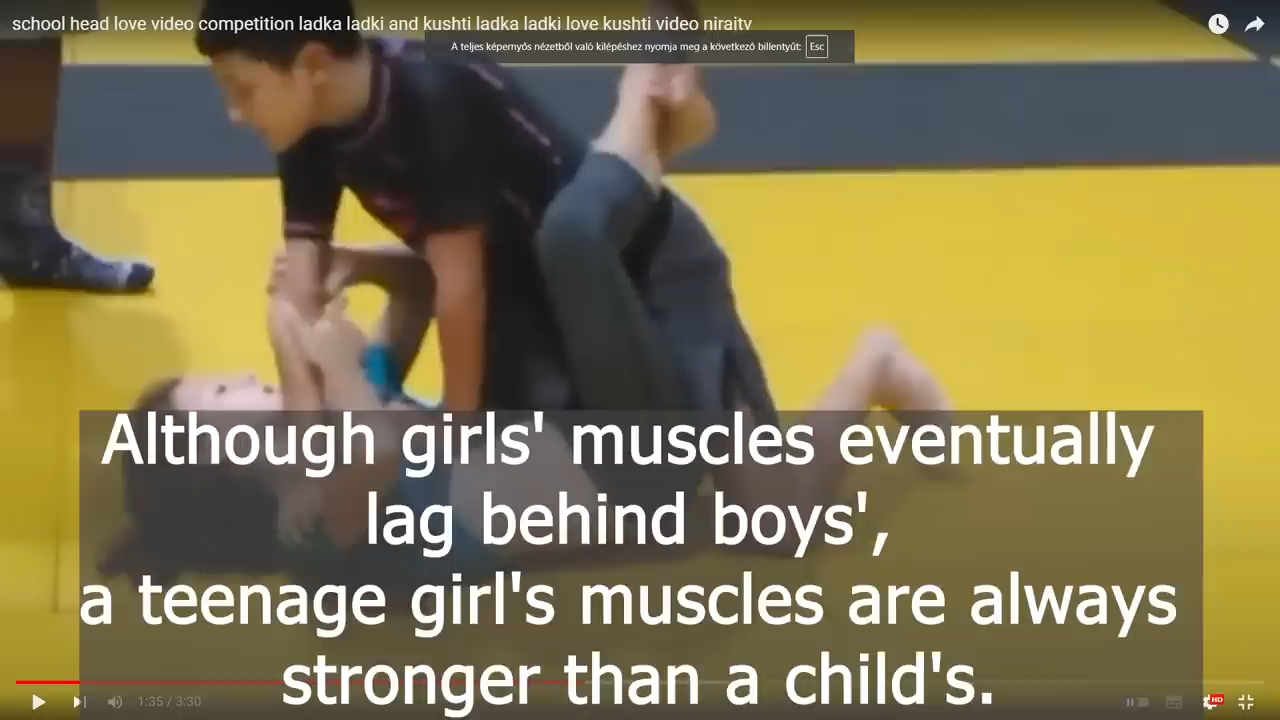 school head love video competition ladka ladki and kushti ladka ladki love kushti video nirajtv
A teljes képernyős nézetből való kilépéshez nyomja meg a következő billentyűt: Esc
Although girls' muscles eventually
lag behind boys',
a teenage girl's muscles are always
stronger than a child's.
1:35 / 3:30
HD